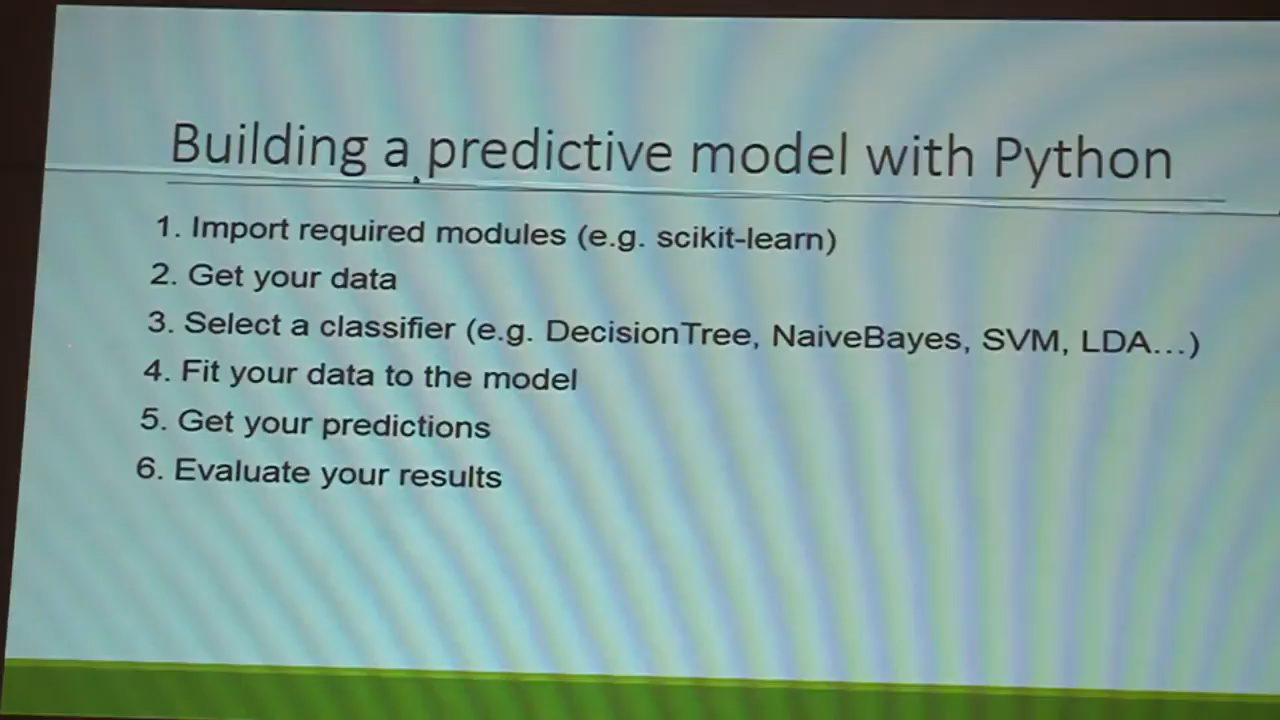 Building a predictive model with Python
1. Import required modules (e.g. scikit-learn)
2. Get your data
3. Select a classifier (e.g. DecisionTree, NaiveBayes, SVM, LDA...)
4. Fit your data to the model
5. Get your predictions
6. Evaluate your results